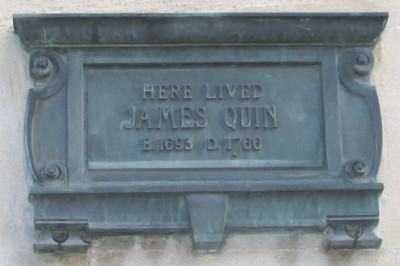 HERE LIVED
JAMES QUIN
B. 1693 D. 1766